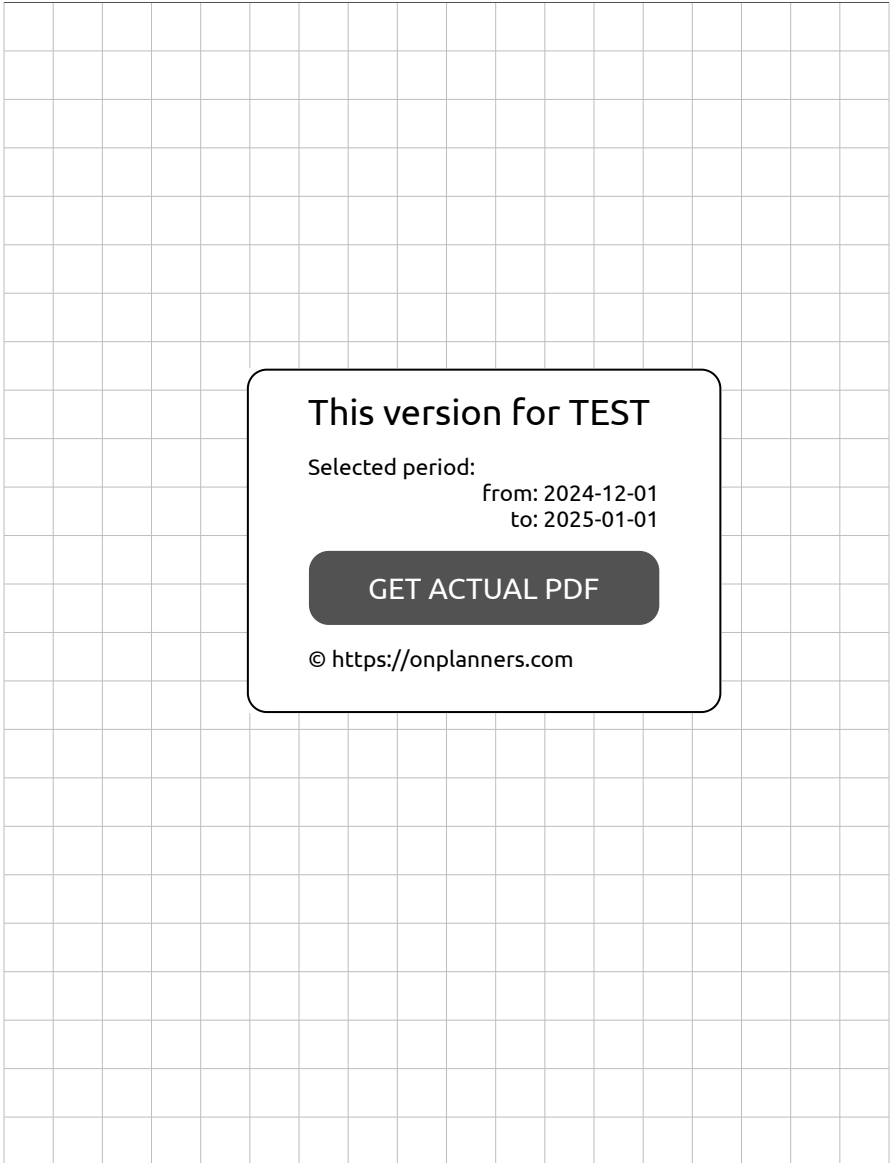 This version for TEST
Selected period:
from: 2024-12-01
to: 2025-01-01
GET ACTUAL PDF
© https://onplanners.com